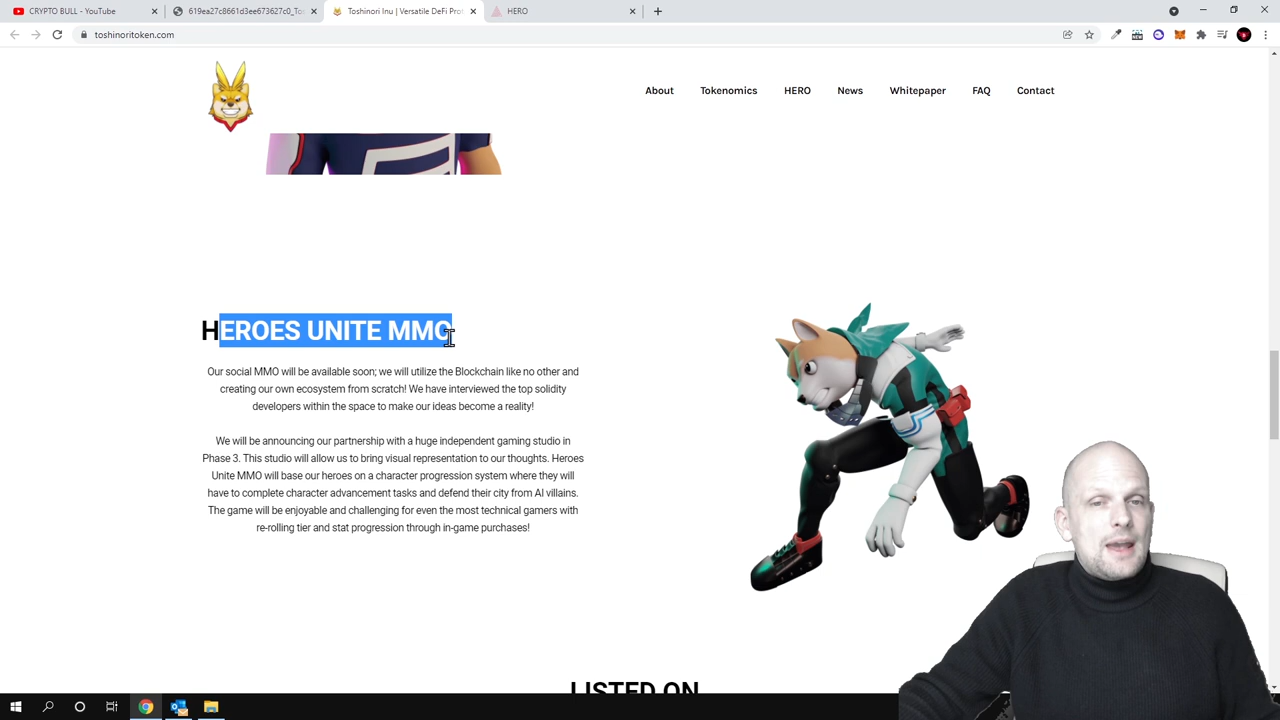 CRYPTO BULL - YouTube
619ea27c8661d3ee673627c0_To
Toshinori Inu | Versatile DeFi Prot
HERO
toshinoritoken.com
About
Tokenomics
HERO
News
Whitepaper
FAQ
Contact
HEROES UNITE MMO
Our social MMO will be available soon; we will utilize the Blockchain like no other and
creating our own ecosystem from scratch! We have interviewed the top solidity
developers within the space to make our ideas become a reality!
We will be announcing our partnership with a huge independent gaming studio in
Phase 3. This studio will allow us to bring visual representation to our thoughts. Heroes
Unite MMO will base our heroes on a character progression system where they will
have to complete character advancement tasks and defend their city from AI villains.
The game will be enjoyable and challenging for even the most technical gamers with
re-rolling tier and stat progression through in-game purchases!
LISTED ON